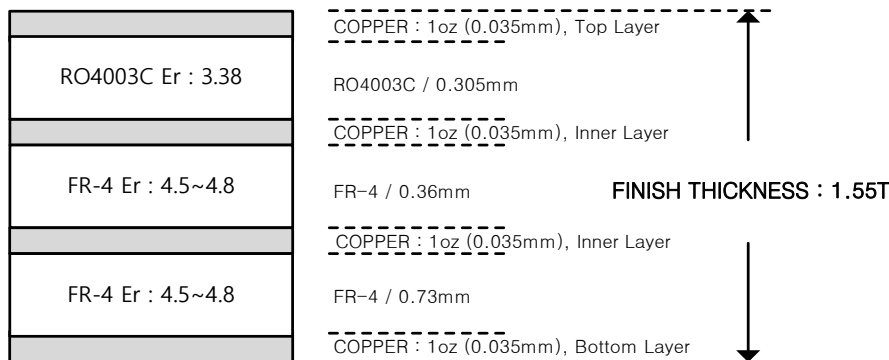 COPPER : 1oz (0.035mm), Top Layer
RO4003C Er : 3.38
RO4003C / 0.305mm
COPPER : 1oz (0.035mm), Inner Layer
FR-4 Er : 4.5~4.8
FR-4 / 0.36mm
FINISH THICKNESS : 1.55T
COPPER : 1oz (0.035mm), Inner Layer
FR-4 Er : 4.5~4.8
FR-4 / 0.73mm
COPPER : 1oz (0.035mm), Bottom Layer